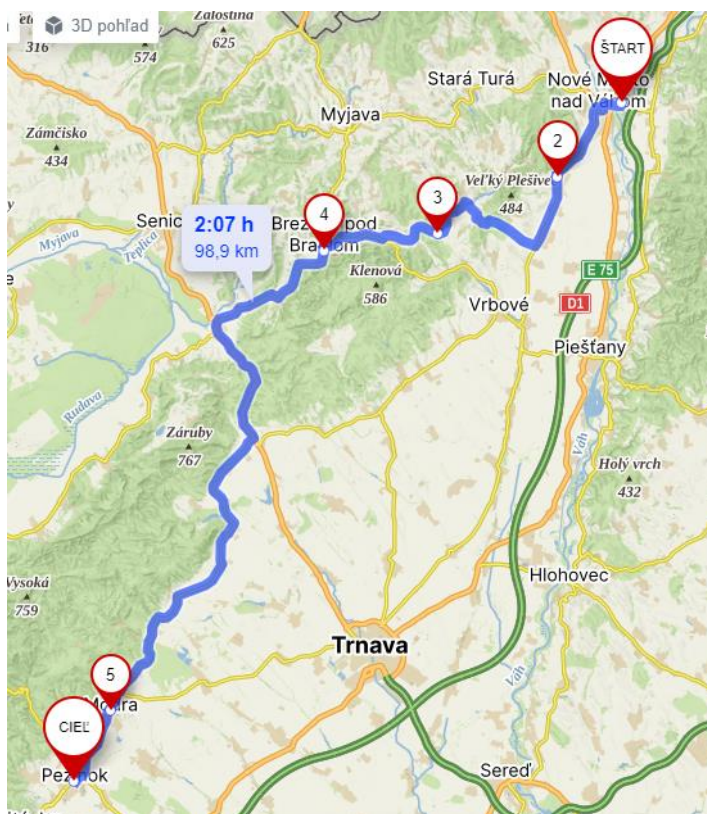 3D pohľad
316
574
Zálostiná
625
ŠTART
Stará Turá
Nové Mesto
nad Váhom
Myjava
Zámčisko
434
2
Veľký Plešivec
484
3
4
Senic
2:07 h
98,9 km
Brezová pod
Bradlom
Myjava
Teplica
Klenová
586
E 75
D1
Vrbové
Piešťany
Rudava
Váh
Záruby
767
Holý vrch
432
Vysoká
759
Hlohovec
Trnava
Váh
5
Modra
CIEĽ
Pezinok
Sereď